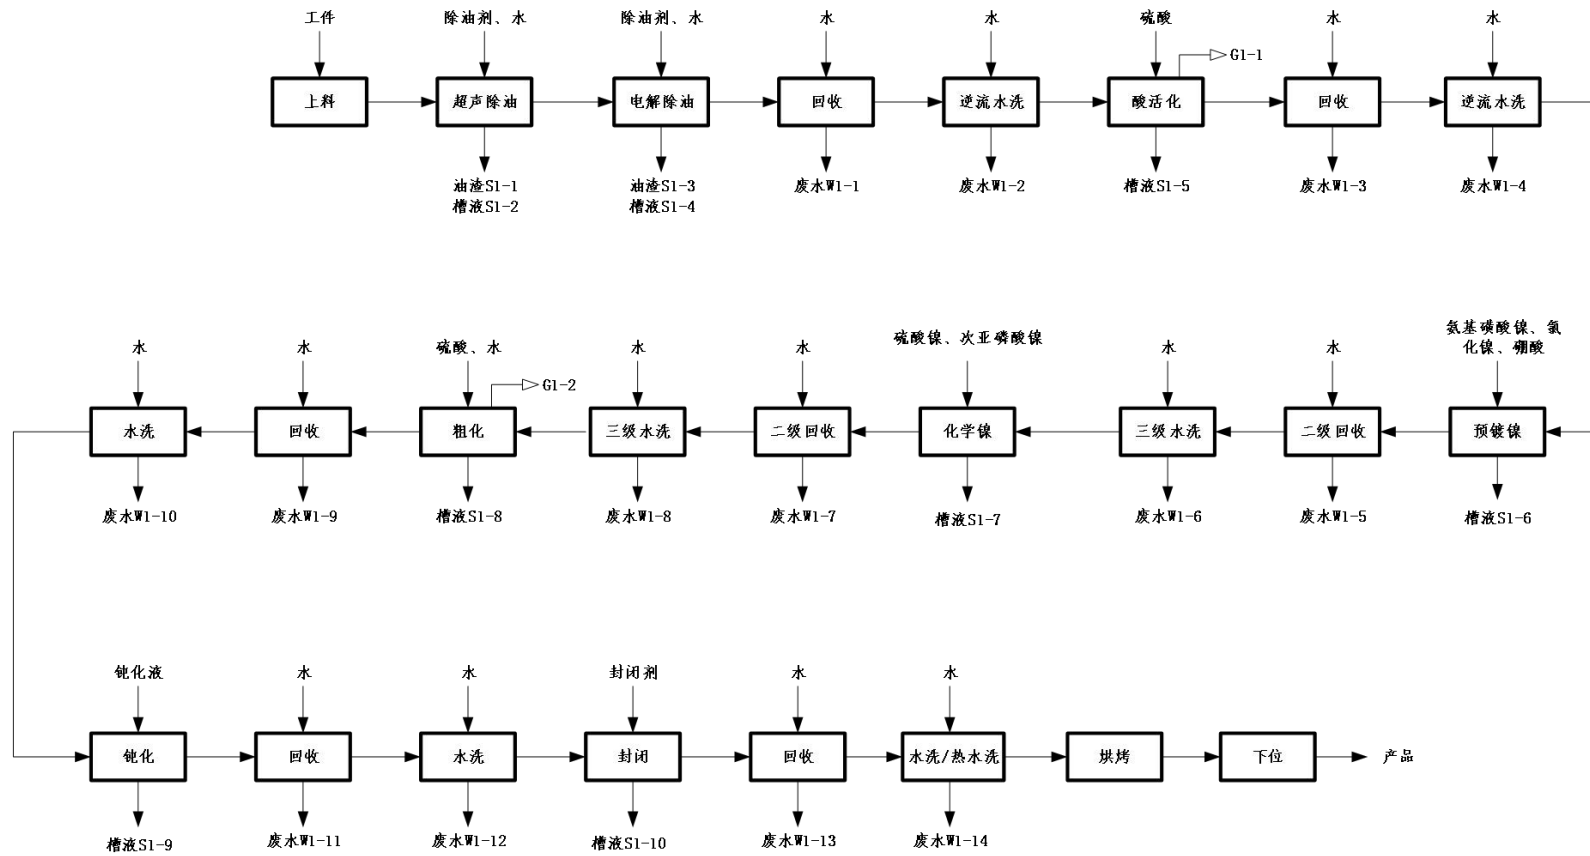 工件
除油剂、水
除油剂、水
水
水
硫酸
水
水
G1-1
上料
超声除油
电解除油
回收
逆流水洗
酸活化
回收
逆流水洗
油渣S1-1
槽液S1-2
油渣S1-3
槽液S1-4
废水W1-1
废水W1-2
槽液S1-5
废水W1-3
废水W1-4
水
水
硫酸、水
水
水
硫酸镍、次亚磷酸镍
水
水
氨基磺酸镍、氯
化镍、硼酸
G1-2
水洗
回收
粗化
三级水洗
二级回收
化学镍
三级水洗
二级回收
预镀镍
废水W1-10
废水W1-9
槽液S1-8
废水W1-8
废水W1-7
槽液S1-7
废水W1-6
废水W1-5
槽液S1-6
钝化液
水
水
封闭剂
水
水
钝化
回收
水洗
封闭
回收
水洗/热水洗
烘烤
下位
产品
槽液S1-9
废水W1-11
废水W1-12
槽液S1-10
废水W1-13
废水W1-14